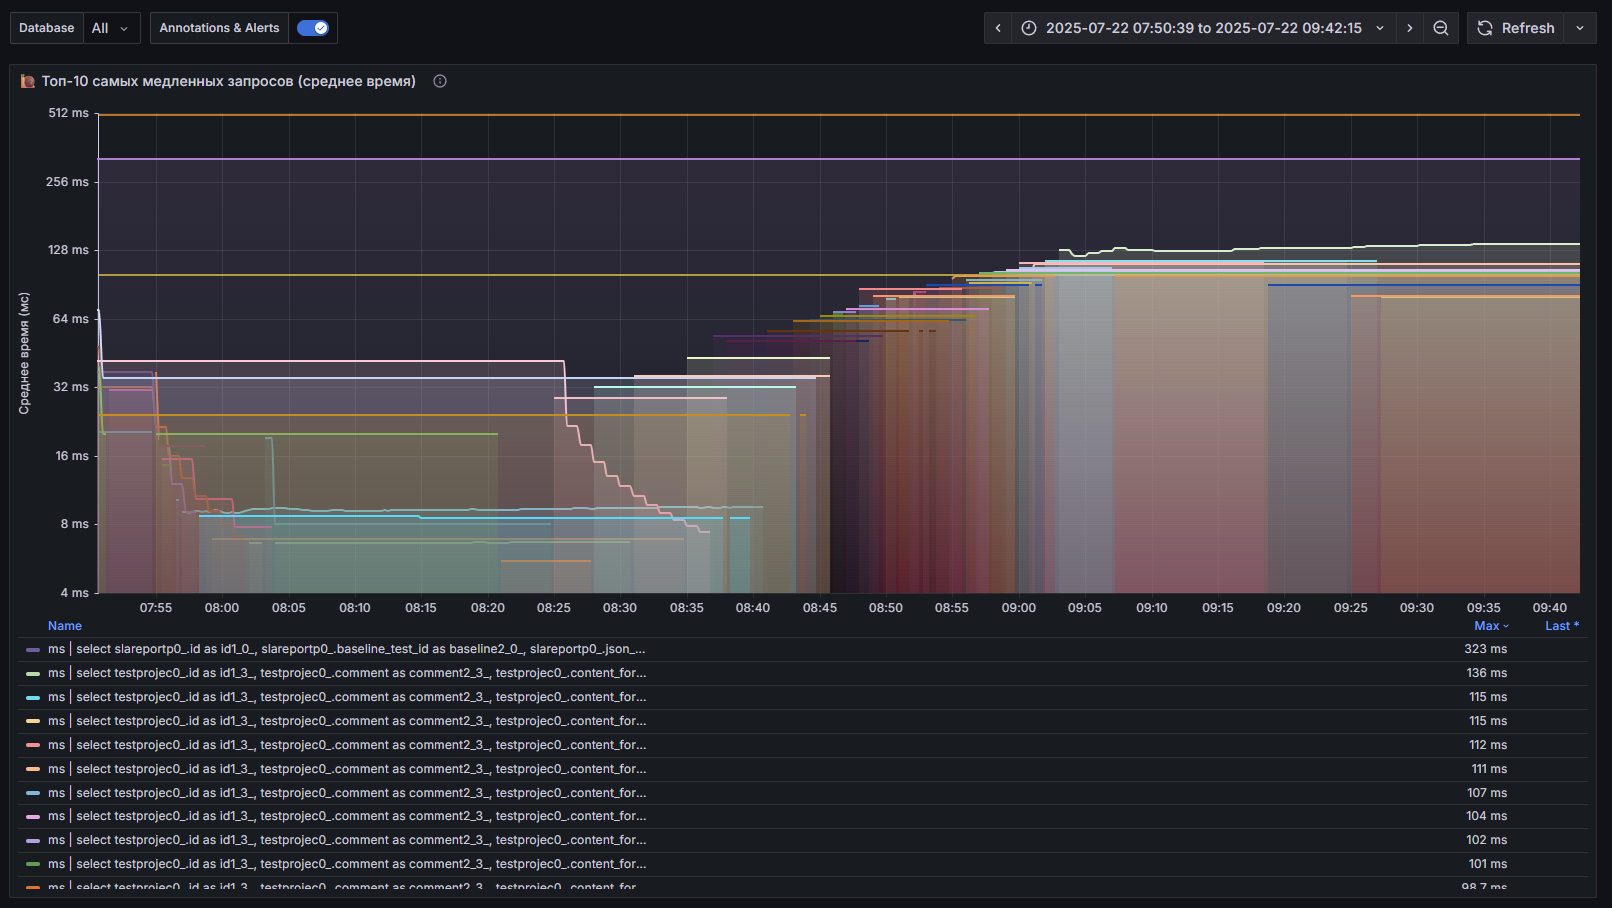 Database All Annotations & Alerts 2025-07-22 07:50:39 to 2025-07-22 09:42:15 Refresh
Топ-10 самых медленных запросов (среднее время)
512 ms
256 ms
128 ms
64 ms
32 ms
16 ms
8 ms
4 ms
Среднее время (мс)
07:55 08:00 08:05 08:10 08:15 08:20 08:25 08:30 08:35 08:40 08:45 08:50 08:55 09:00 09:05 09:10 09:15 09:20 09:25 09:30 09:35 09:40
Name Max Last *
ms | select slareportp0_.id as id1_0_, slareportp0_.baseline_test_id as baseline2_0_, slareportp0_.json_... 323 ms
ms | select testprojec0_.id as id1_3_, testprojec0_.comment as comment2_3_, testprojec0_.content_for... 136 ms
ms | select testprojec0_.id as id1_3_, testprojec0_.comment as comment2_3_, testprojec0_.content_for... 115 ms
ms | select testprojec0_.id as id1_3_, testprojec0_.comment as comment2_3_, testprojec0_.content_for... 115 ms
ms | select testprojec0_.id as id1_3_, testprojec0_.comment as comment2_3_, testprojec0_.content_for... 112 ms
ms | select testprojec0_.id as id1_3_, testprojec0_.comment as comment2_3_, testprojec0_.content_for... 111 ms
ms | select testprojec0_.id as id1_3_, testprojec0_.comment as comment2_3_, testprojec0_.content_for... 107 ms
ms | select testprojec0_.id as id1_3_, testprojec0_.comment as comment2_3_, testprojec0_.content_for... 104 ms
ms | select testprojec0_.id as id1_3_, testprojec0_.comment as comment2_3_, testprojec0_.content_for... 102 ms
ms | select testprojec0_.id as id1_3_, testprojec0_.comment as comment2_3_, testprojec0_.content_for... 101 ms
ms | select testprojec0_.id as id1_3_, testprojec0_.comment as comment2_3_, testprojec0_.content_for... 98.7 ms